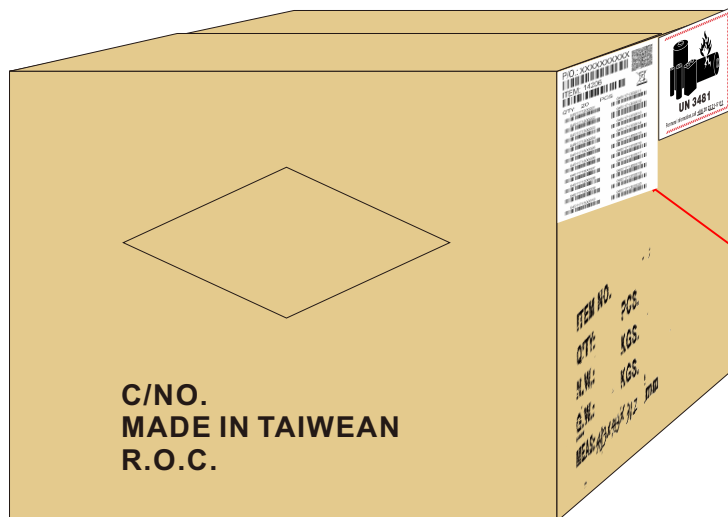 C/NO.
MADE IN TAIWEAN
R.O.C.
P/O.: XXXXXXXXXX
ITEM: 14206
QTY: 20 PCS
UN 3481
ITEM NO.
Q'TY: PCS.
N.W.: KGS.
G.W.: KGS.
MEAS: mm